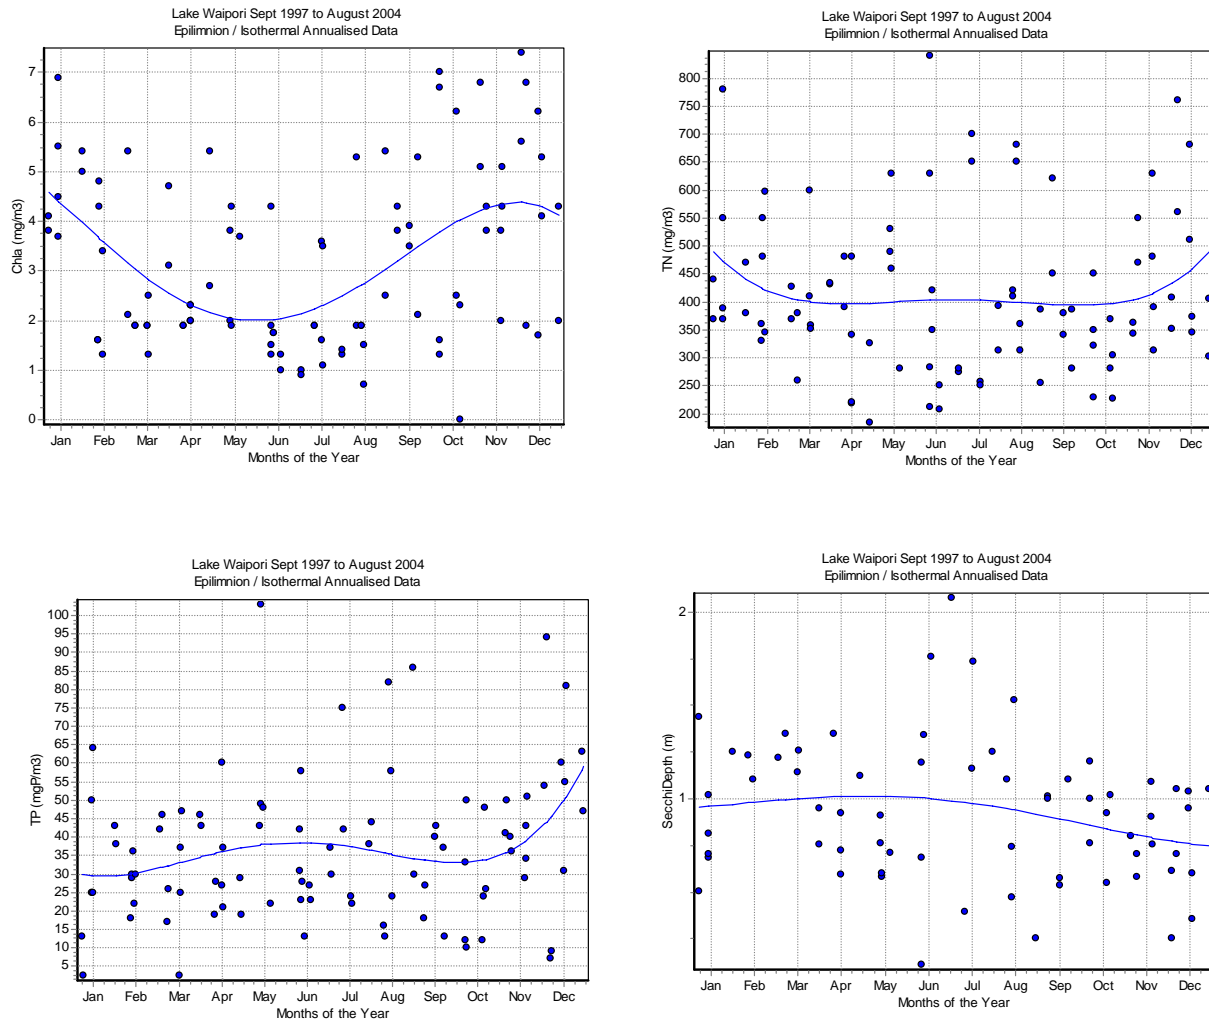 Lake Waipori Sept 1997 to August 2004
Epilimnion / Isothermal Annualised Data
Chla (mg/m3)
7
6
5
4
3
2
1
0
Jan Feb Mar Apr May Jun Jul Aug Sep Oct Nov Dec
Months of the Year
Lake Waipori Sept 1997 to August 2004
Epilimnion / Isothermal Annualised Data
TN (mg/m3)
800
750
700
650
600
550
500
450
400
350
300
250
200
Jan Feb Mar Apr May Jun Jul Aug Sep Oct Nov Dec
Months of the Year
Lake Waipori Sept 1997 to August 2004
Epilimnion / Isothermal Annualised Data
TP (mgP/m3)
100
95
90
85
80
75
70
65
60
55
50
45
40
35
30
25
20
15
10
5
Jan Feb Mar Apr May Jun Jul Aug Sep Oct Nov Dec
Months of the Year
Lake Waipori Sept 1997 to August 2004
Epilimnion / Isothermal Annualised Data
SecchiDepth (m)
2
1
Jan Feb Mar Apr May Jun Jul Aug Sep Oct Nov Dec
Months of the Year